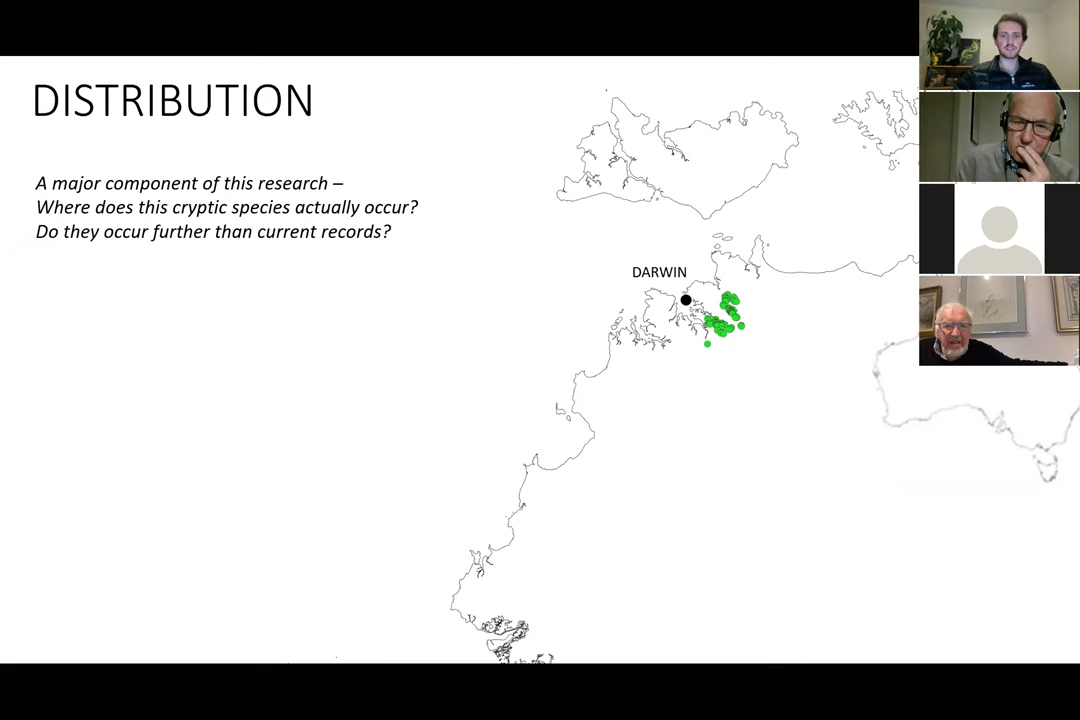 DISTRIBUTION
A major component of this research –
Where does this cryptic species actually occur?
Do they occur further than current records?
DARWIN